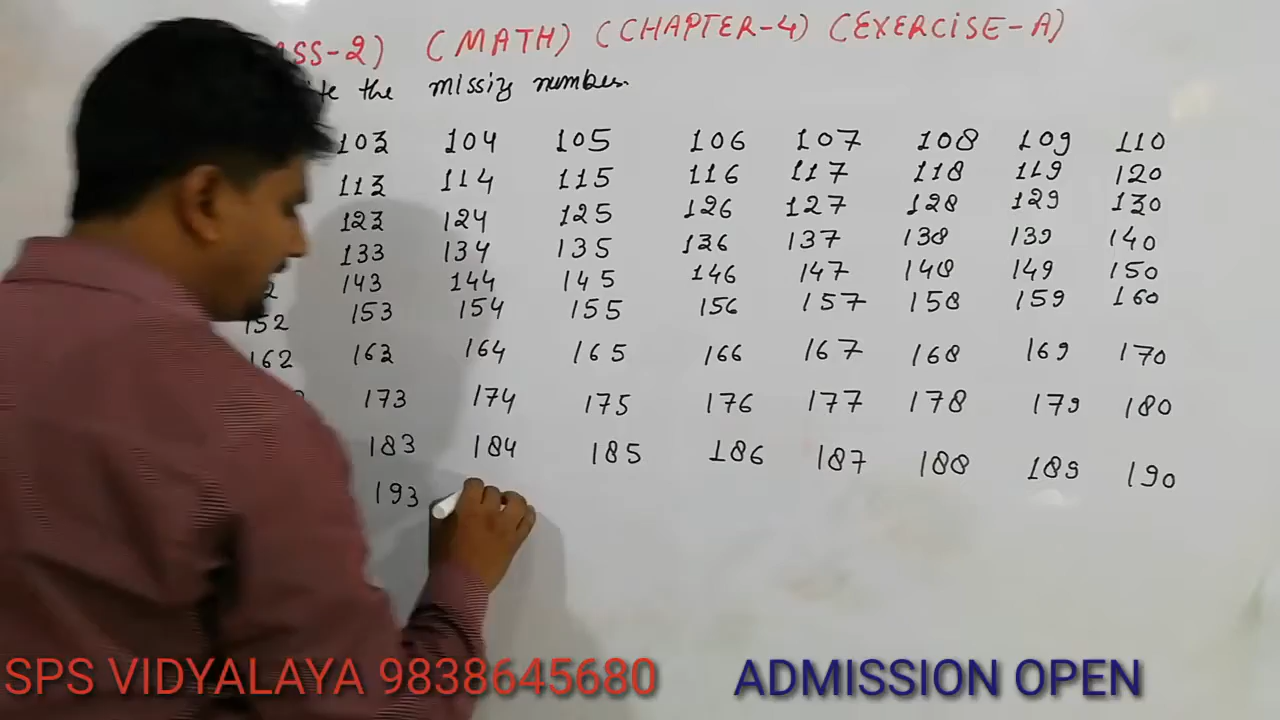 SS-2) (MATH) (CHAPTER-4) (EXERCISE-A)
te the missig number.
103 104 105 106 107 108 109 110
113 114 115 116 117 118 119 120
123 124 125 126 127 128 129 130
133 134 135 136 137 138 139 140
143 144 145 146 147 148 149 150
152 153 154 155 156 157 158 159 160
162 163 164 165 166 167 168 169 170
173 174 175 176 177 178 179 180
183 184 185 186 187 188 189 190
193
SPS VIDYALAYA 9838645680 ADMISSION OPEN